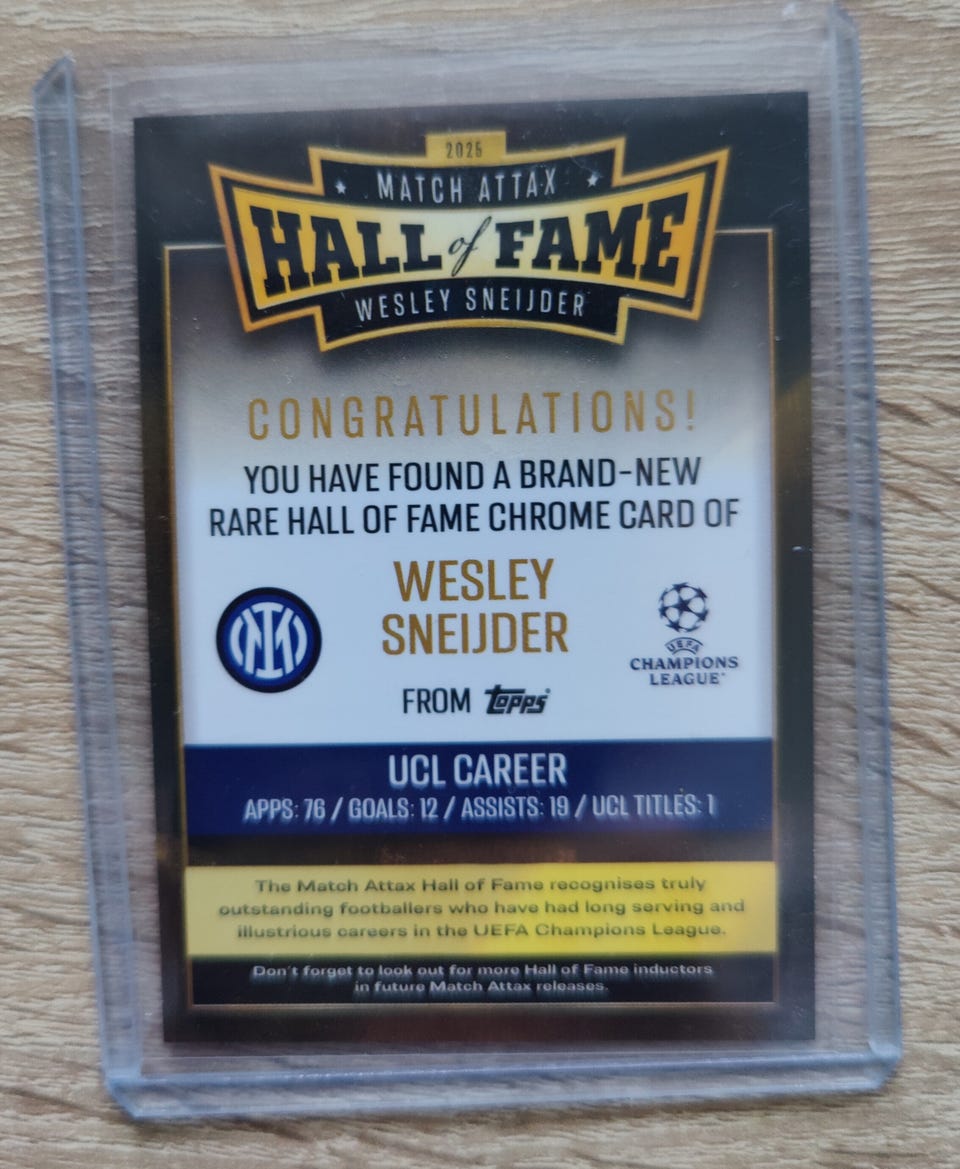 2025
MATCH ATTAX
HALL of FAME
WESLEY SNEIJDER
CONGRATULATIONS!
YOU HAVE FOUND A BRAND-NEW
RARE HALL OF FAME CHROME CARD OF
WESLEY
SNEIJDER
FROM Topps
UEFA
CHAMPIONS
LEAGUE
UCL CAREER
APPS: 76 / GOALS: 12 / ASSISTS: 19 / UCL TITLES: 1
The Match Attax Hall of Fame recognises truly
outstanding footballers who have had long serving and
illustrious careers in the UEFA Champions League.
Don't forget to look out for more Hall of Fame inductors
in future Match Attax releases.